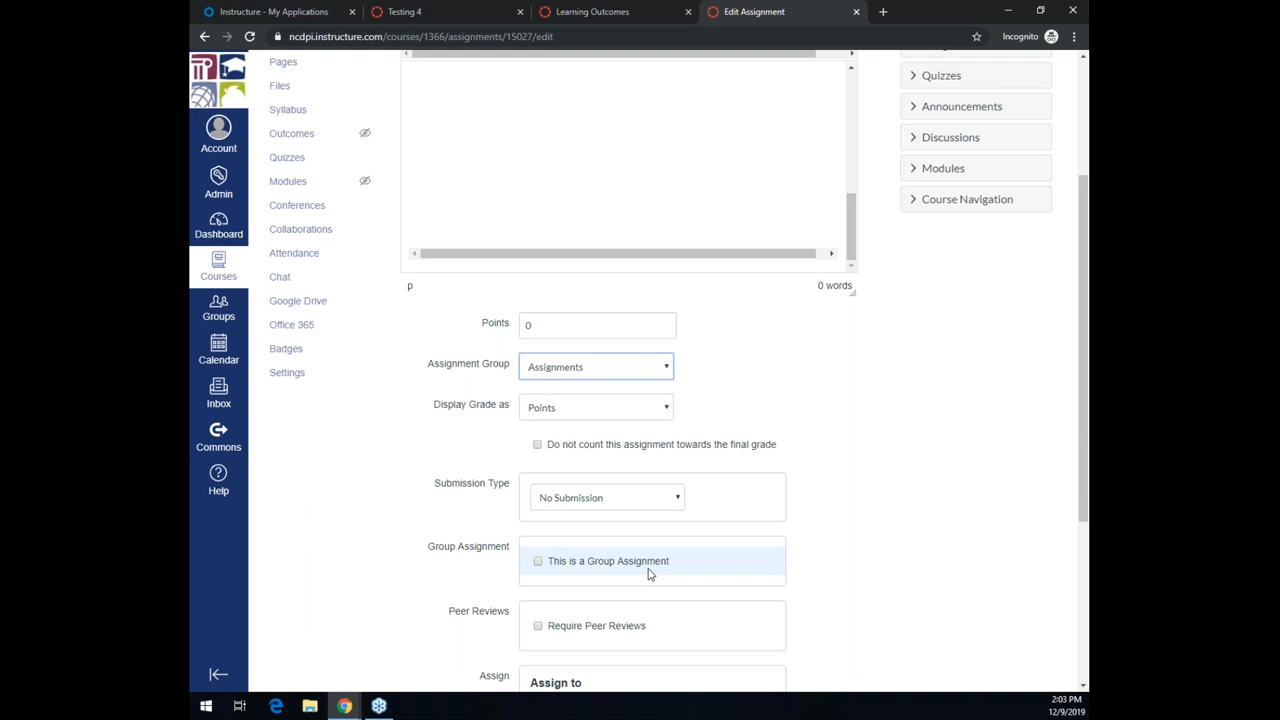 Instructure - My Applications
Testing 4
Learning Outcomes
Edit Assignment
ncdpi.instructure.com/courses/1366/assignments/15027/edit
Incognito
Account
Admin
Dashboard
Courses
Groups
Calendar
Inbox
Commons
Help
Pages
Files
Syllabus
Outcomes
Quizzes
Modules
Conferences
Collaborations
Attendance
Chat
Google Drive
Office 365
Badges
Settings
p
0 words
Points
0
Assignment Group
Assignments
Display Grade as
Points
Do not count this assignment towards the final grade
Submission Type
No Submission
Group Assignment
This is a Group Assignment
Peer Reviews
Require Peer Reviews
Assign
Assign to
Quizzes
Announcements
Discussions
Modules
Course Navigation
2:03 PM
12/9/2019